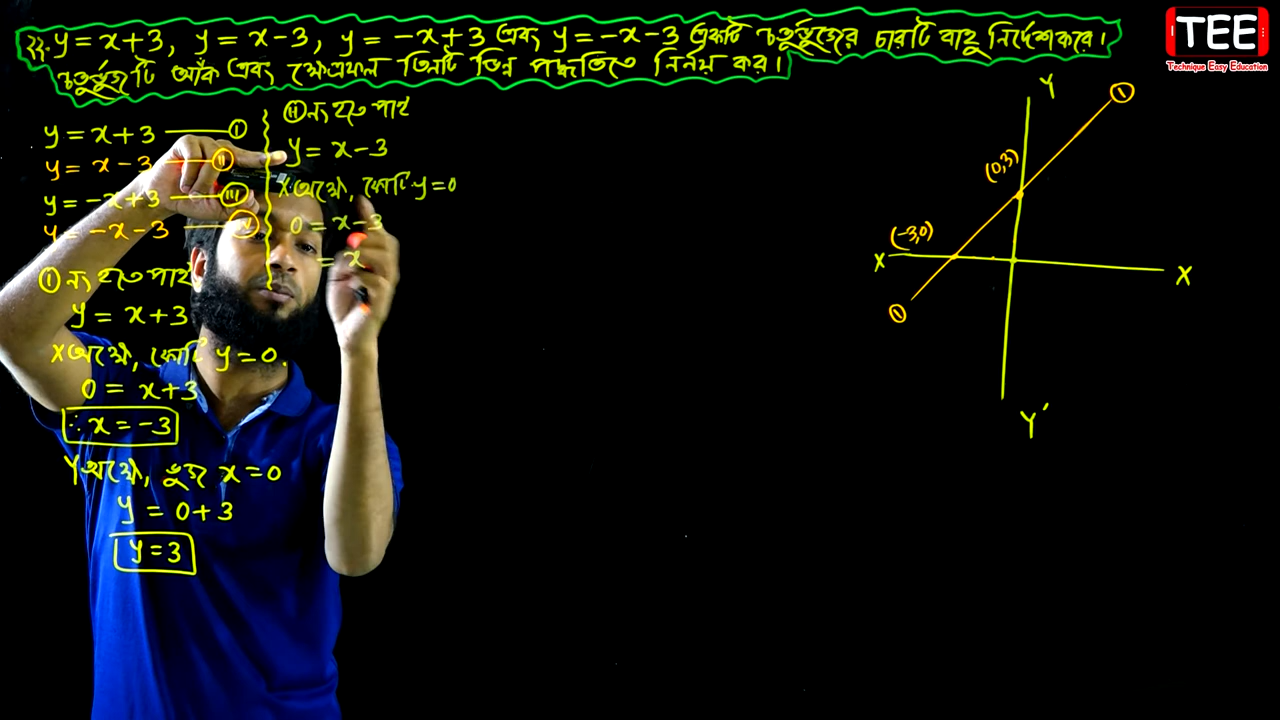 ২২. y = x+3, y = x-3, y = -x+3 এবং y = -x-3 একটি চতুর্ভুজের চারটি বাহু নির্দেশ করে।
চতুর্ভুজটি আঁক এবং ক্ষেত্রফল তিনটি ভিন্ন পদ্ধতিতে নির্ণয় কর।
TEE
Technique Easy Education
y = x+3 — (i)
y = x-3 — (ii)
y = -x+3 — (iii)
y = -x-3
(i) নং হতে পাই
y = x+3
X অক্ষে, কোটি y = 0.
0 = x+3
∴ x = -3
Y অক্ষে, ভুজ x = 0
y = 0+3
y = 3
(ii) নং হতে পাই
y = x-3
X অক্ষে, কোটি y = 0
0 = x-3
= x
Y
(i)
(0,3)
(-3,0)
X
X
(i)
Y′